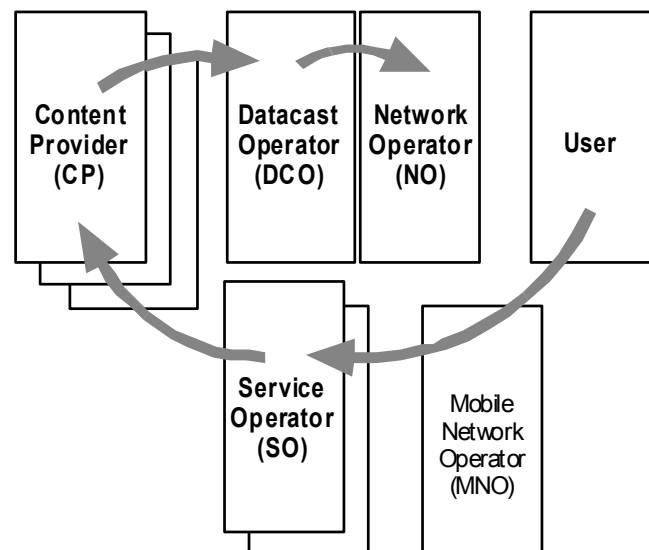 Content
Provider
(CP)
Datacast
Operator
(DCO)
Network
Operator
(NO)
User
Service
Operator
(SO)
Mobile
Network
Operator
(MNO)